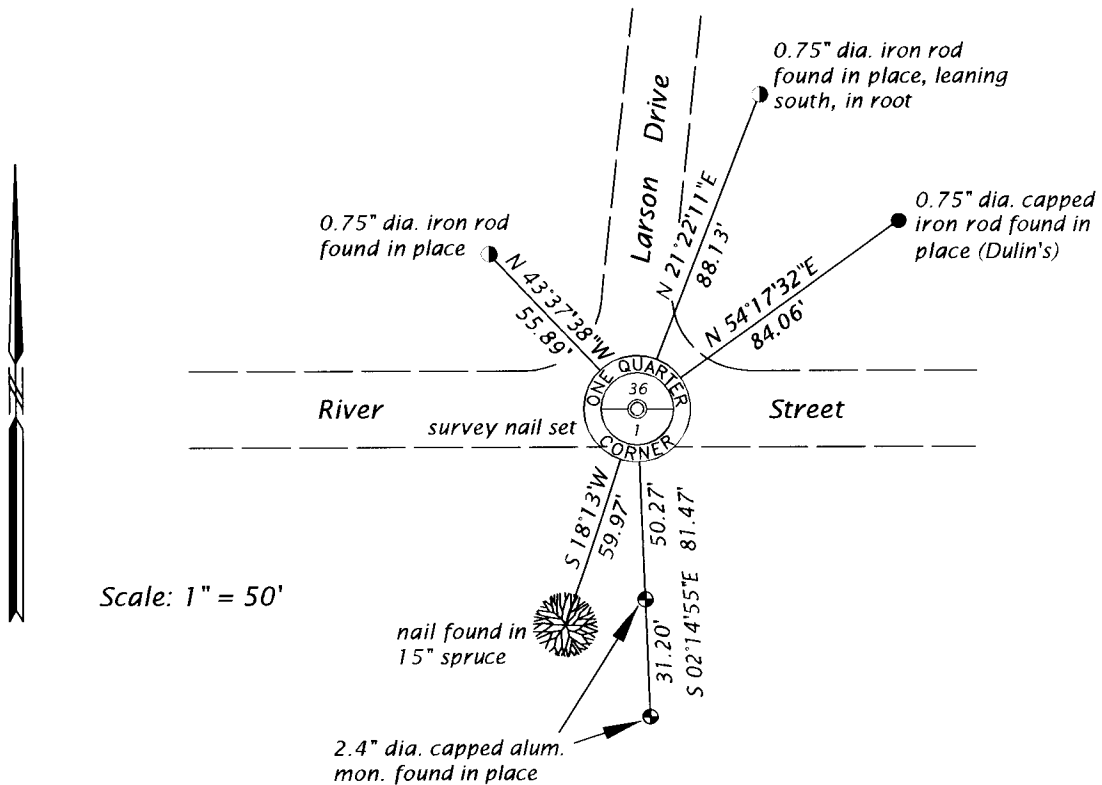 0.75" dia. iron rod
found in place, leaning
south, in root
0.75" dia. capped
iron rod found in
place (Dulin's)
0.75" dia. iron rod
found in place
Larson Drive
N 21°22'11"E
88.13'
N 54°17'32"E
84.06'
N 43°37'38"W
55.89'
ONE QUARTER
36
1
CORNER
River
Street
survey nail set
S 18°13'W
59.97'
50.27'
81.47'
31.20'
S 02°14'55"E
Scale: 1" = 50'
nail found in
15" spruce
2.4" dia. capped alum.
mon. found in place